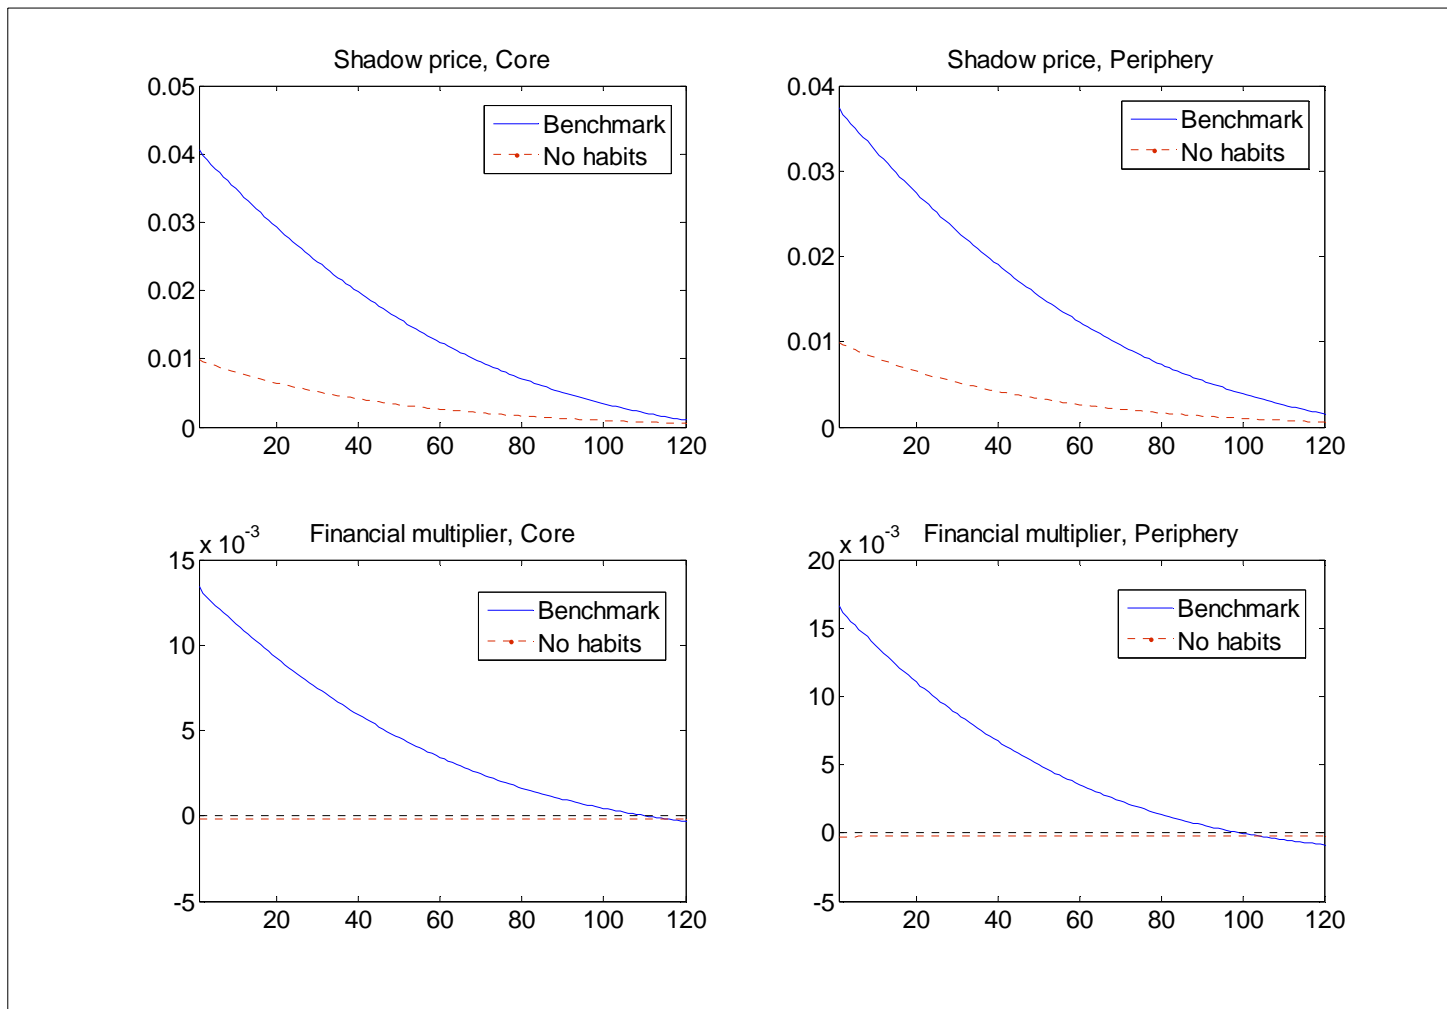 Shadow price, Core
0.05
0.04
0.03
0.02
0.01
0
20 40 60 80 100 120
Benchmark
No habits
Shadow price, Periphery
0.04
0.03
0.02
0.01
0
20 40 60 80 100 120
Benchmark
No habits
Financial multiplier, Core
x 10-3
15
10
5
0
-5
20 40 60 80 100 120
Benchmark
No habits
Financial multiplier, Periphery
x 10-3
20
15
10
5
0
-5
20 40 60 80 100 120
Benchmark
No habits